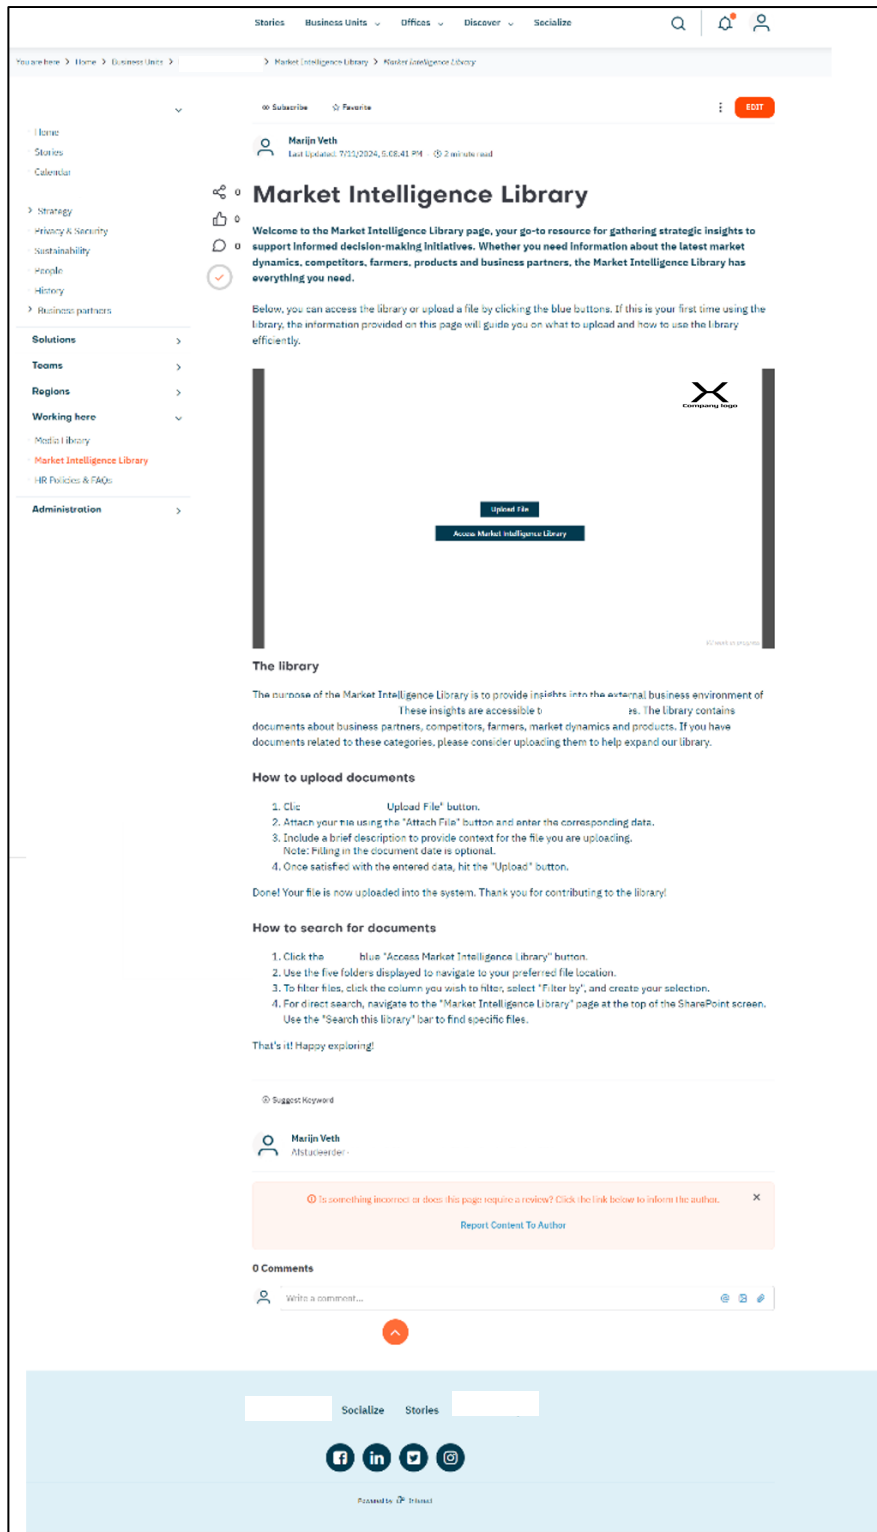 Stories Business Units Offices Discover Socialize
You are here > Home > Business Units > > Market Intelligence Library > Market Intelligence Library
Subscribe Favorite EDIT
Home
Stories
Calendar
Strategy
Privacy & Security
Sustainability
People
History
Business partners
Solutions
Teams
Regions
Working here
Media Library
Market Intelligence Library
HR Policies & FAQs
Administration
Marijn Veth
Last Updated: 7/11/2024, 5:08:41 PM · 2 minute read
0
0
0
Market Intelligence Library
Welcome to the Market Intelligence Library page, your go-to resource for gathering strategic insights to
support informed decision-making initiatives. Whether you need information about the latest market
dynamics, competitors, farmers, products and business partners, the Market Intelligence Library has
everything you need.
Below, you can access the library or upload a file by clicking the blue buttons. If this is your first time using the
library, the information provided on this page will guide you on what to upload and how to use the library
efficiently.
Company logo
Upload File
Access Market Intelligence Library
The library
The purpose of the Market Intelligence Library is to provide insights into the external business environment of
These insights are accessible t es. The library contains
documents about business partners, competitors, farmers, market dynamics and products. If you have
documents related to these categories, please consider uploading them to help expand our library.
How to upload documents
1. Clic Upload File" button.
2. Attach your file using the "Attach File" button and enter the corresponding data.
3. Include a brief description to provide context for the file you are uploading.
Note: Filling in the document date is optional.
4. Once satisfied with the entered data, hit the "Upload" button.
Done! Your file is now uploaded into the system. Thank you for contributing to the library!
How to search for documents
1. Click the blue "Access Market Intelligence Library" button.
2. Use the five folders displayed to navigate to your preferred file location.
3. To filter files, click the column you wish to filter, select "Filter by", and create your selection.
4. For direct search, navigate to the "Market Intelligence Library" page at the top of the SharePoint screen.
Use the "Search this library" bar to find specific files.
That's it! Happy exploring!
Suggest Keyword
Marijn Veth
Afstudeerder -
Is something incorrect or does this page require a review? Click the link below to inform the author.
Report Content To Author
0 Comments
Write a comment...
Socialize Stories
Powered by Interact